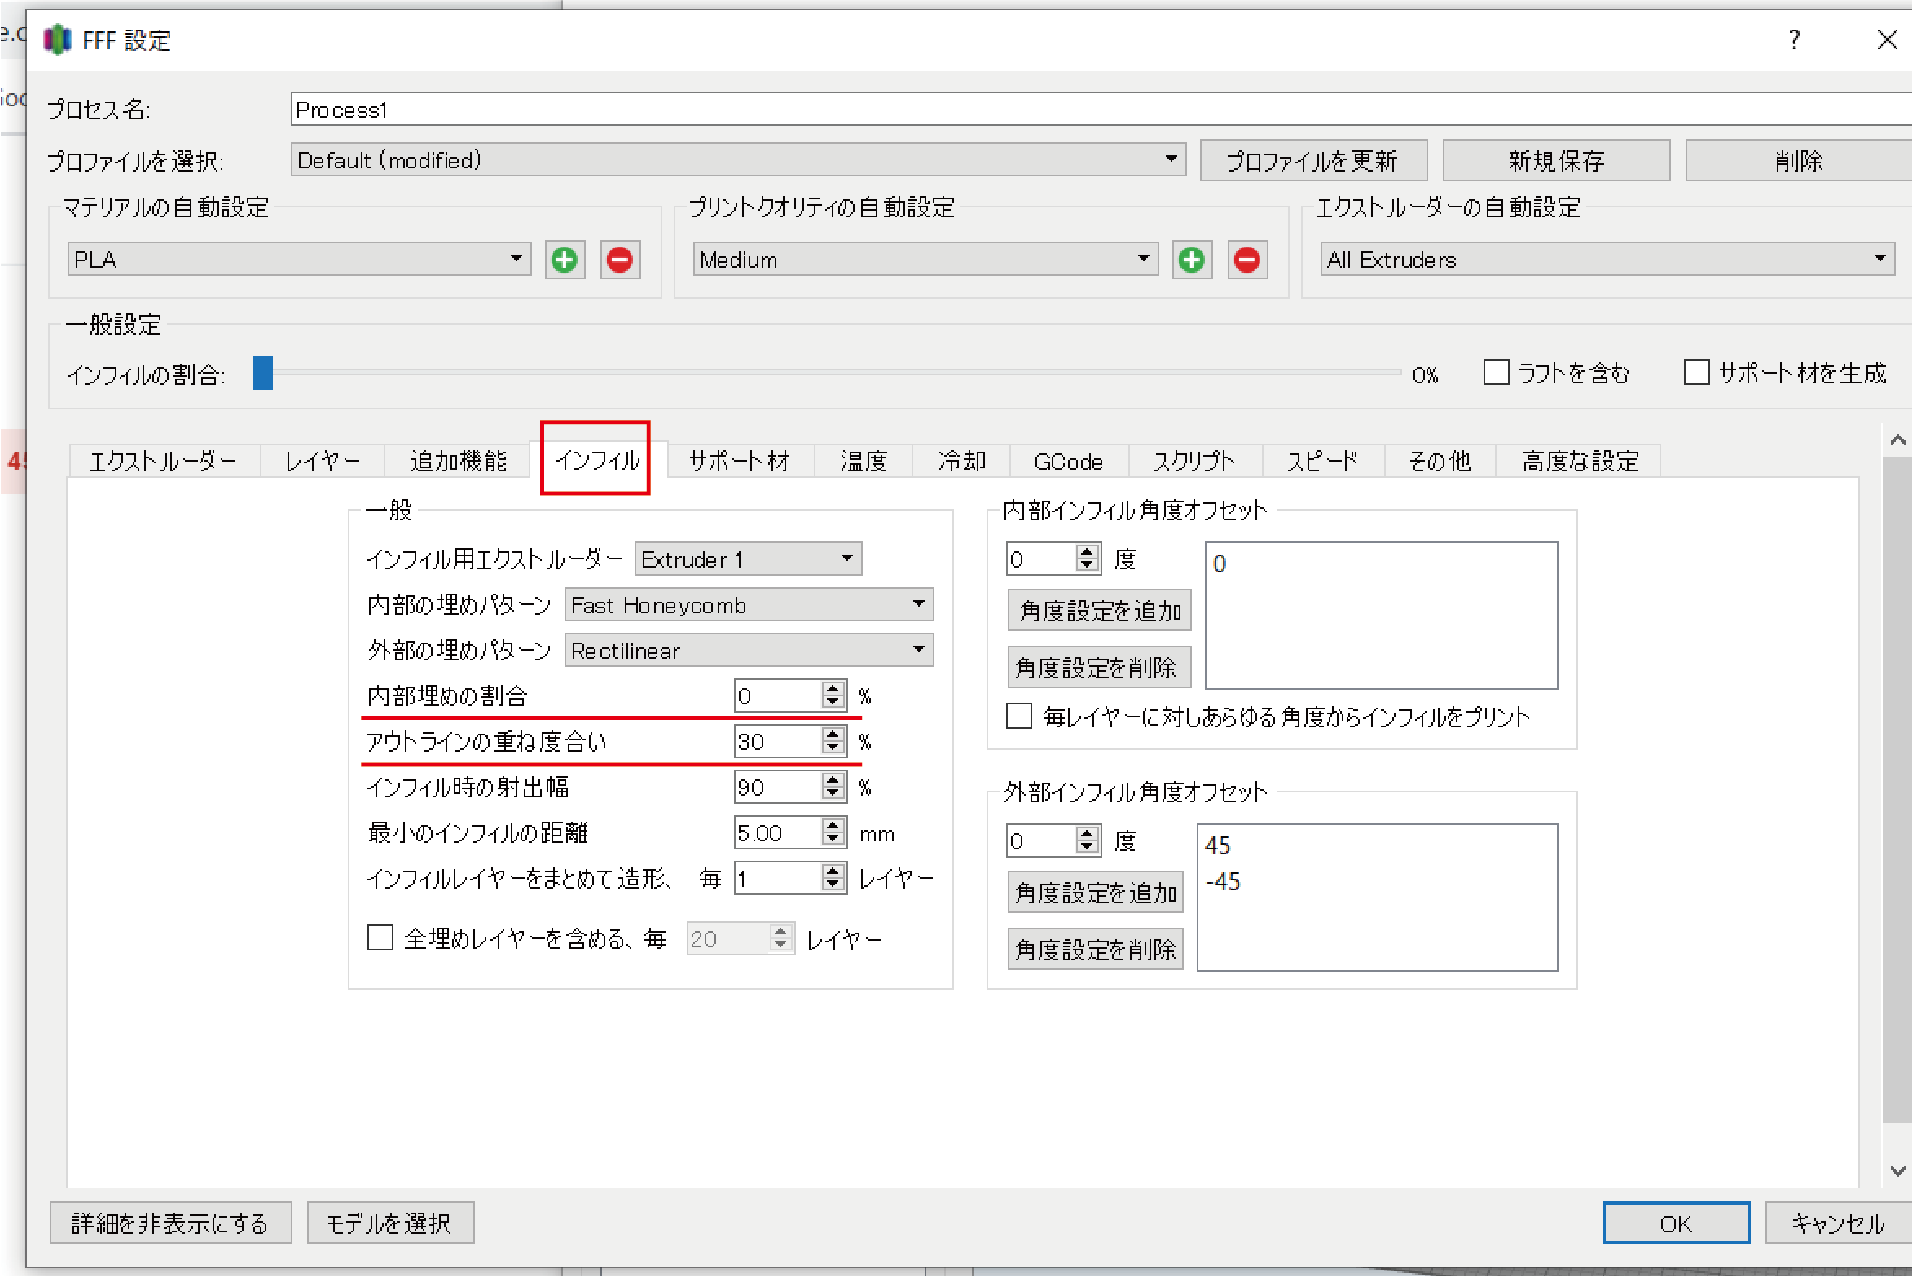 FFF 設定
?
プロセス名:
Process1
プロファイルを選択:
Default (modified)
プロファイルを更新
新規保存
削除
マテリアルの自動設定
プリントクオリティの自動設定
エクストルーダーの自動設定
PLA
Medium
All Extruders
一般設定
インフィルの割合:
0%
ラフトを含む
サポート材を生成
エクストルーダー
レイヤー
追加機能
インフィル
サポート材
温度
冷却
GCode
スクリプト
スピード
その他
高度な設定
一般
インフィル用エクストルーダー
Extruder 1
内部の埋めパターン
Fast Honeycomb
外部の埋めパターン
Rectilinear
内部埋めの割合
0
%
アウトラインの重ね度合い
30
%
インフィル時の射出幅
90
%
最小のインフィルの距離
5.00
mm
インフィルレイヤーをまとめて造形、 毎
1
レイヤー
全埋めレイヤーを含める、毎
20
レイヤー
内部インフィル角度オフセット
0
度
0
角度設定を追加
角度設定を削除
毎レイヤーに対しあらゆる角度からインフィルをプリント
外部インフィル角度オフセット
0
度
45
-45
角度設定を追加
角度設定を削除
詳細を非表示にする
モデルを選択
OK
キャンセル